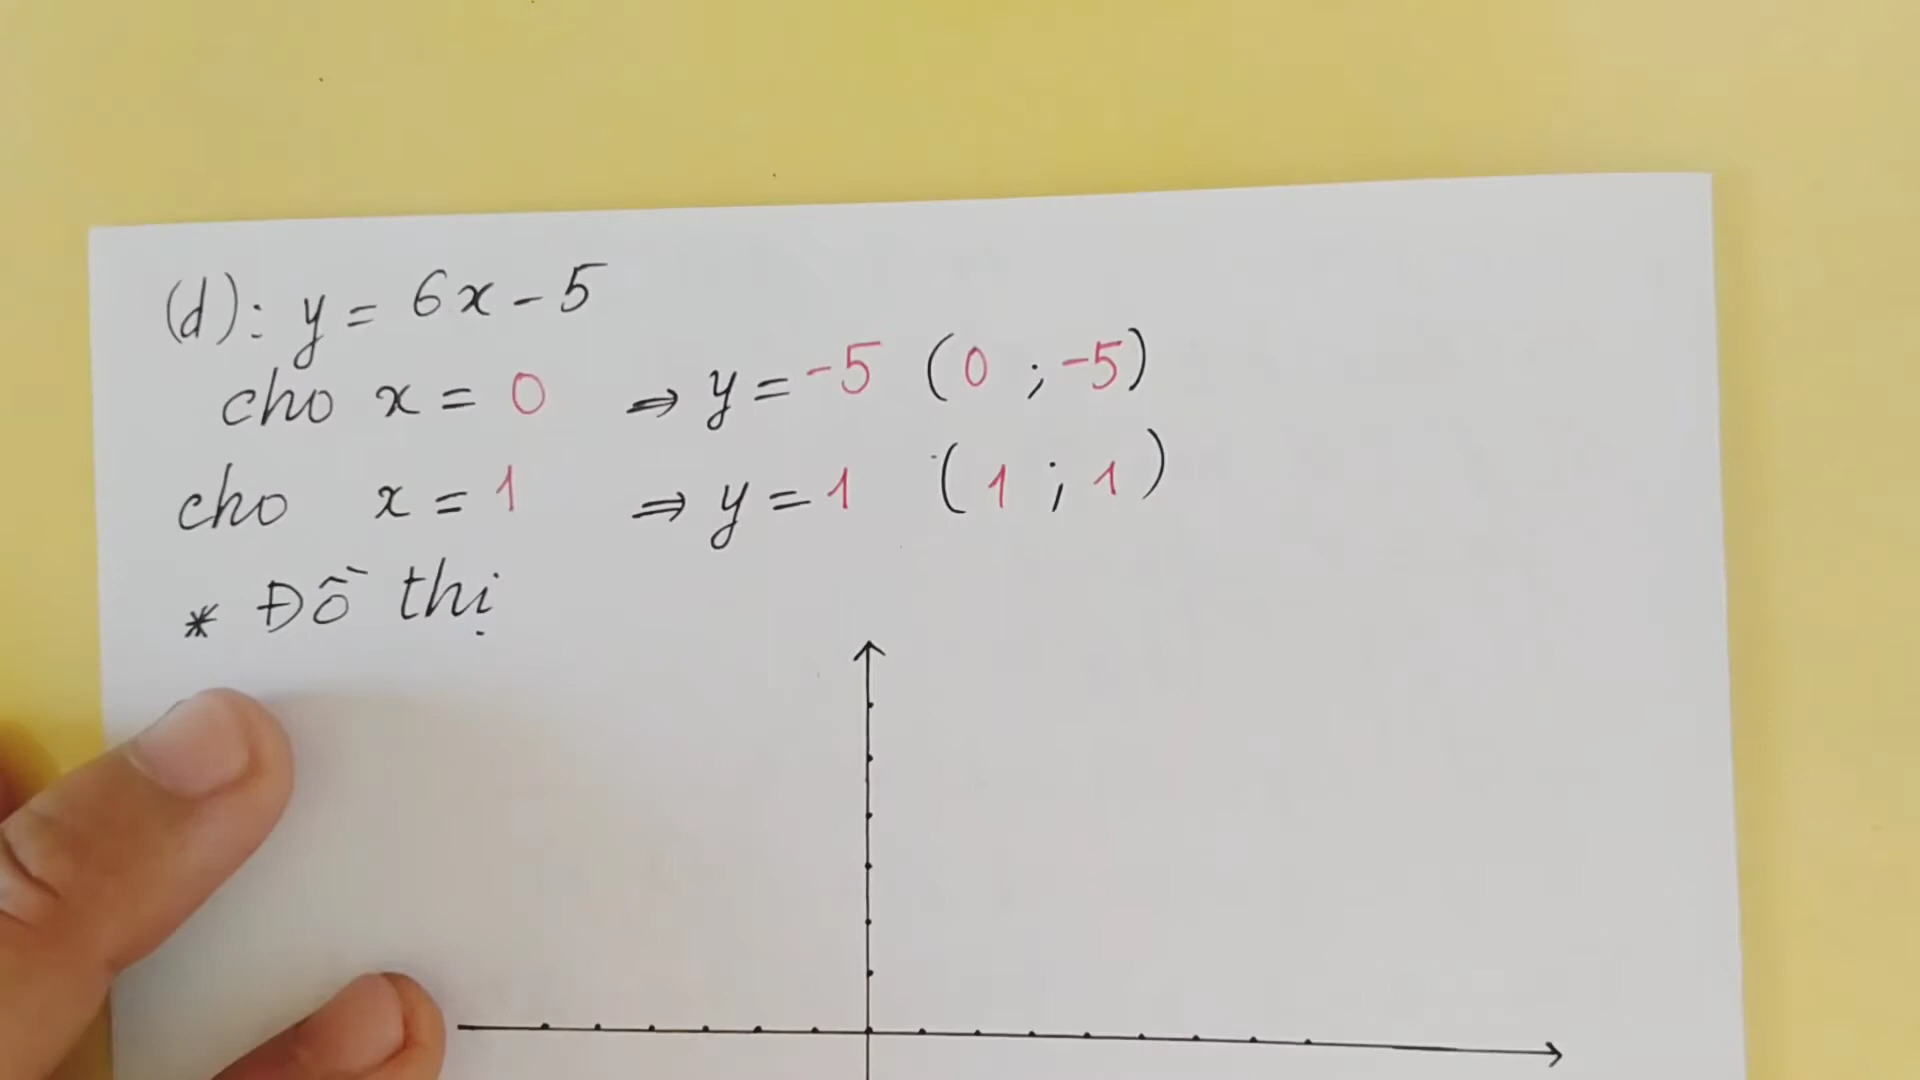 (d): y = 6x - 5
cho x = 0 ⇒ y = -5 (0 ; -5)
cho x = 1 ⇒ y = 1 (1 ; 1)
* Đồ thị